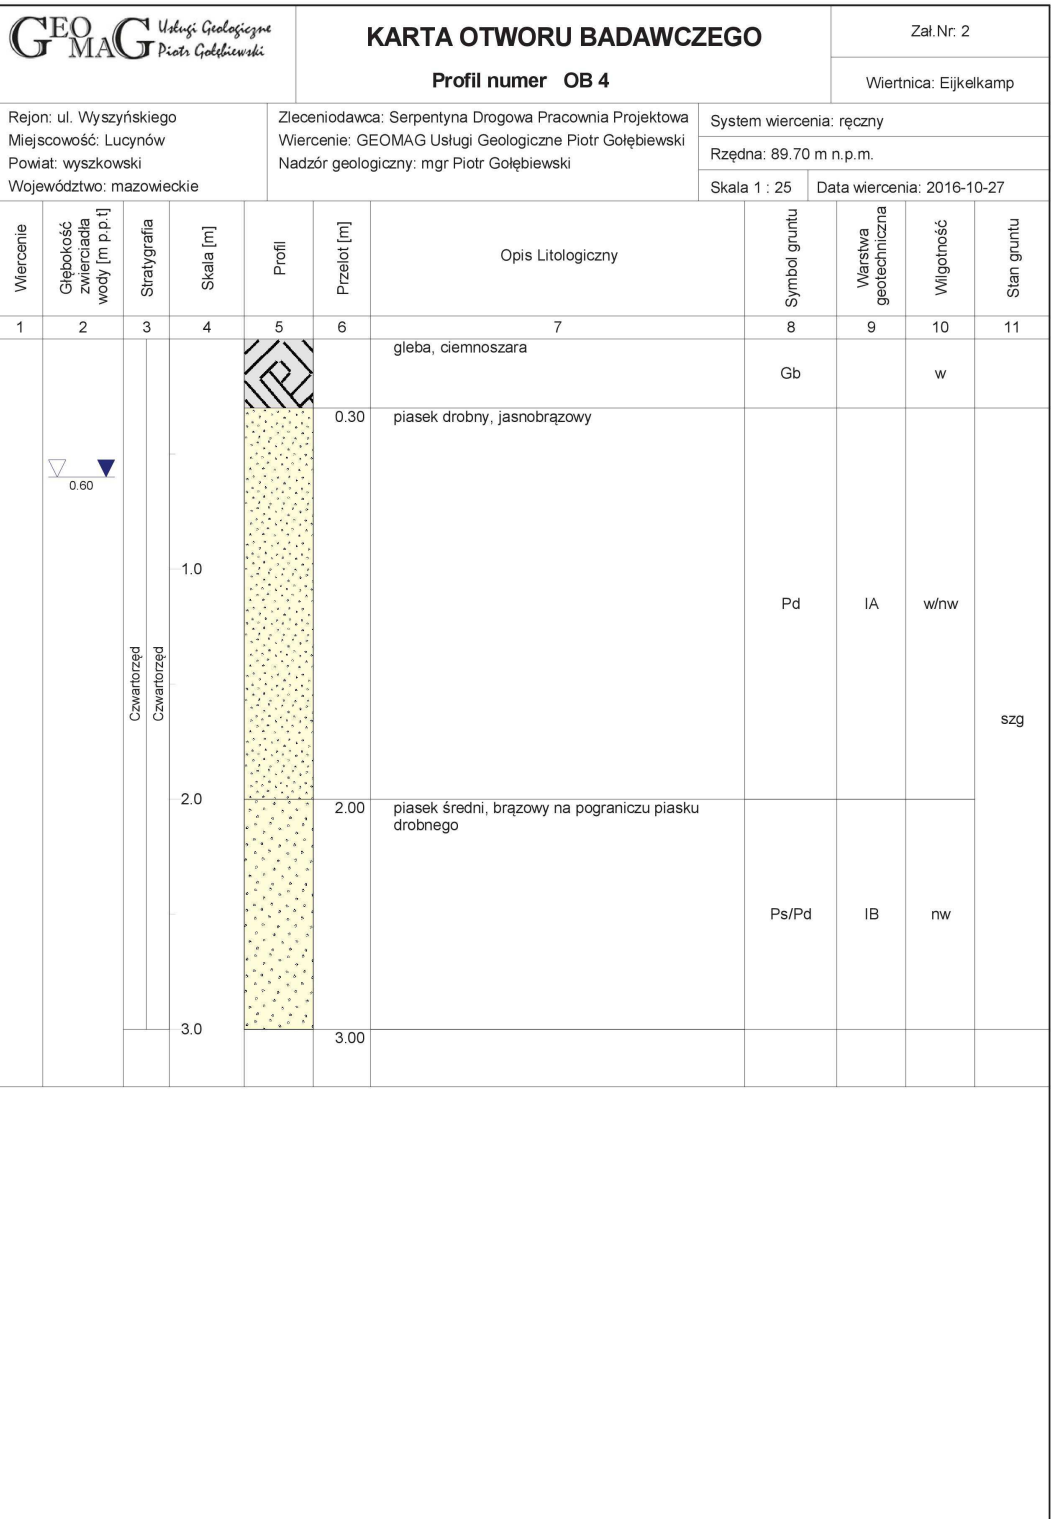 GEOMAG Usługi Geologiczne
Piotr Gołębiewski
KARTA OTWORU BADAWCZEGO
Profil numer OB 4
Zał.Nr: 2
Wiertnica: Eijkelkamp
Rejon: ul. Wyszyńskiego
Miejscowość: Lucynów
Powiat: wyszkowski
Województwo: mazowieckie
Zleceniodawca: Serpentyna Drogowa Pracownia Projektowa
Wiercenie: GEOMAG Usługi Geologiczne Piotr Gołębiewski
Nadzór geologiczny: mgr Piotr Gołębiewski
System wiercenia: ręczny
Rzędna: 89.70 m n.p.m.
Skala 1 : 25
Data wiercenia: 2016-10-27
Wiercenie
Głębokość
zwierciadła
wody [m p.p.t]
Stratygrafia
Skala [m]
Profil
Przelot [m]
Opis Litologiczny
Symbol gruntu
Warstwa
geotechniczna
Wilgotność
Stan gruntu
1 2 3 4 5 6 7 8 9 10 11
gleba, ciemnoszara
Gb
w
0.30
piasek drobny, jasnobrązowy
0.60
1.0
Pd
IA
w/nw
Czwartorzęd
Czwartorzęd
szg
2.0
2.00
piasek średni, brązowy na pograniczu piasku
drobnego
Ps/Pd
IB
nw
3.0
3.00